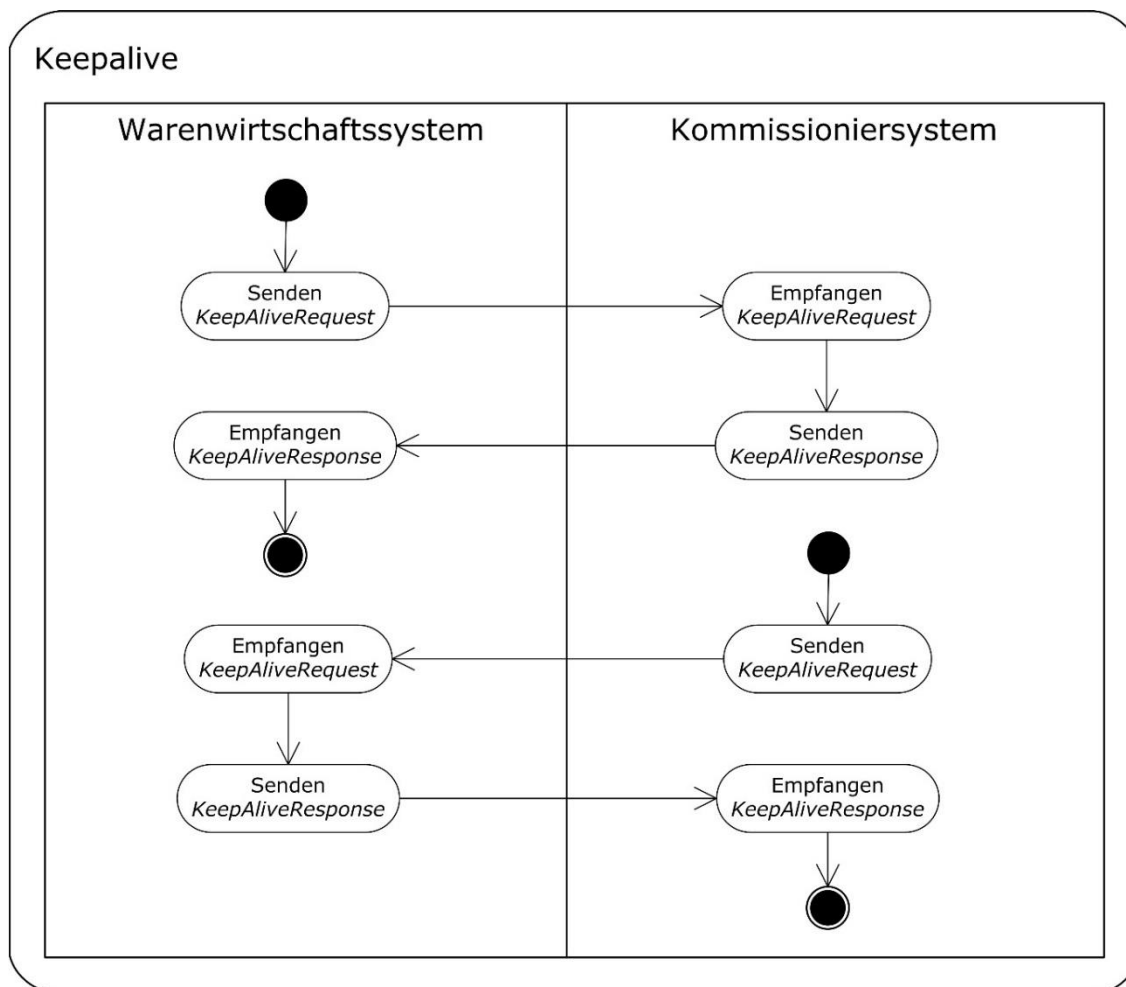 Keepalive
Warenwirtschaftssystem
Kommissioniersystem
Senden
KeepAliveRequest
Empfangen
KeepAliveRequest
Empfangen
KeepAliveResponse
Senden
KeepAliveResponse
Empfangen
KeepAliveRequest
Senden
KeepAliveRequest
Senden
KeepAliveResponse
Empfangen
KeepAliveResponse